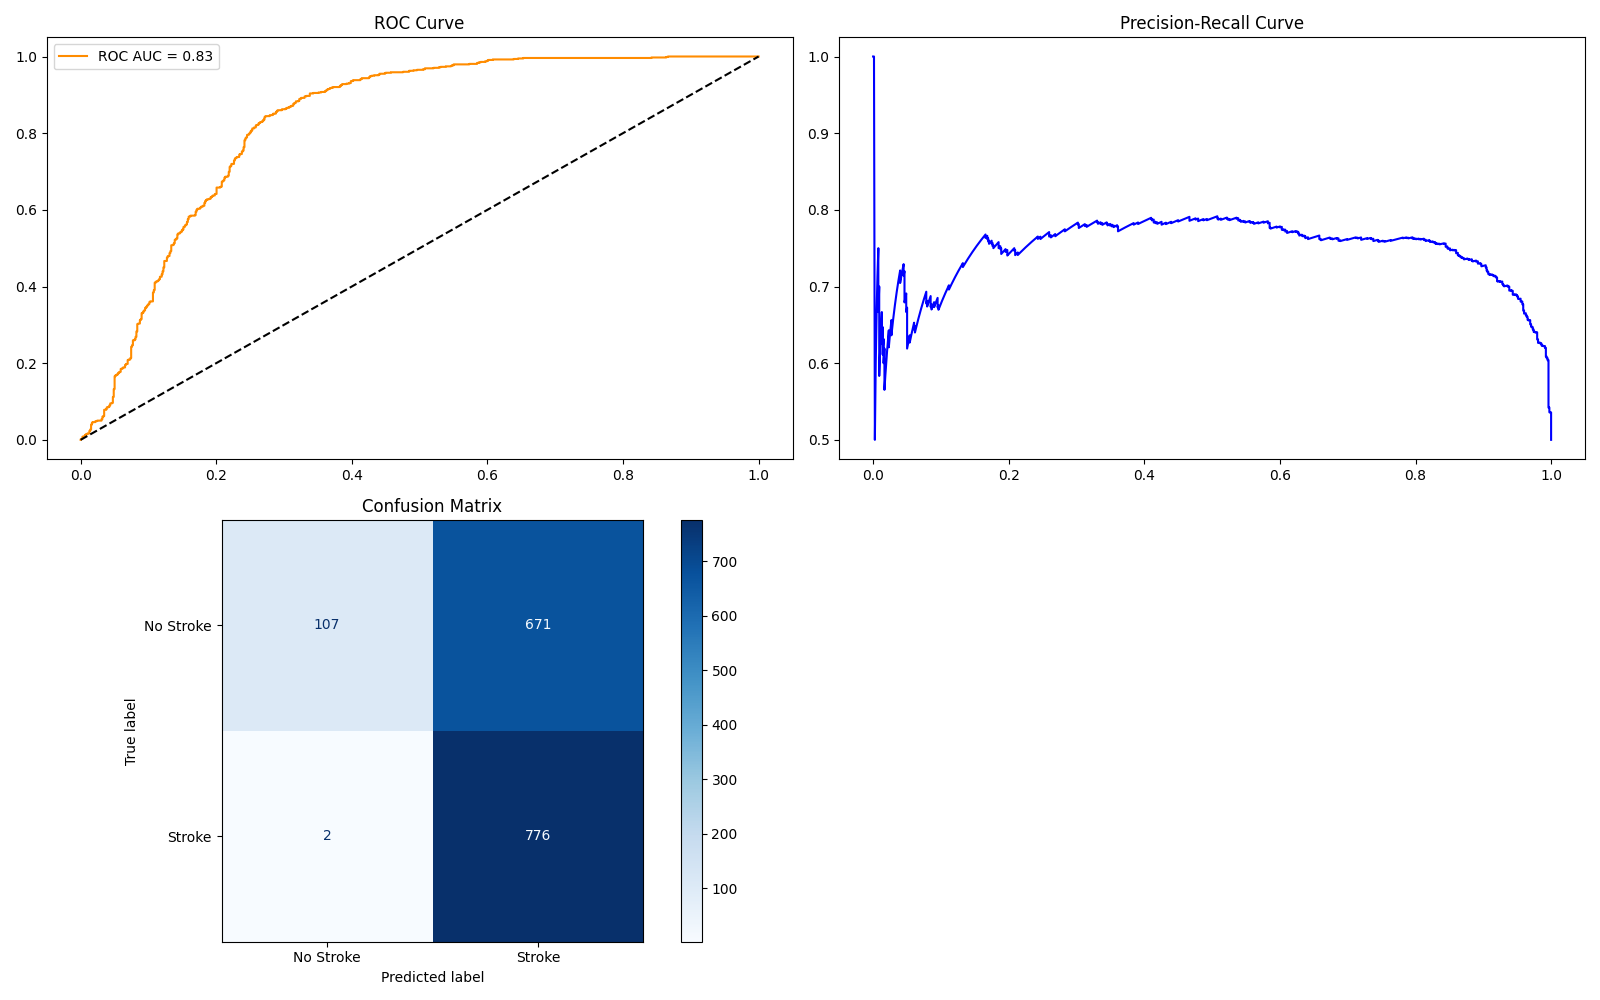 ROC Curve
ROC AUC = 0.83
1.0
0.8
0.6
0.4
0.2
0.0
0.0 0.2 0.4 0.6 0.8 1.0
Precision-Recall Curve
1.0
0.9
0.8
0.7
0.6
0.5
0.0 0.2 0.4 0.6 0.8 1.0
Confusion Matrix
True label
No Stroke
107 671
Stroke
2 776
No Stroke Stroke
Predicted label
700
600
500
400
300
200
100